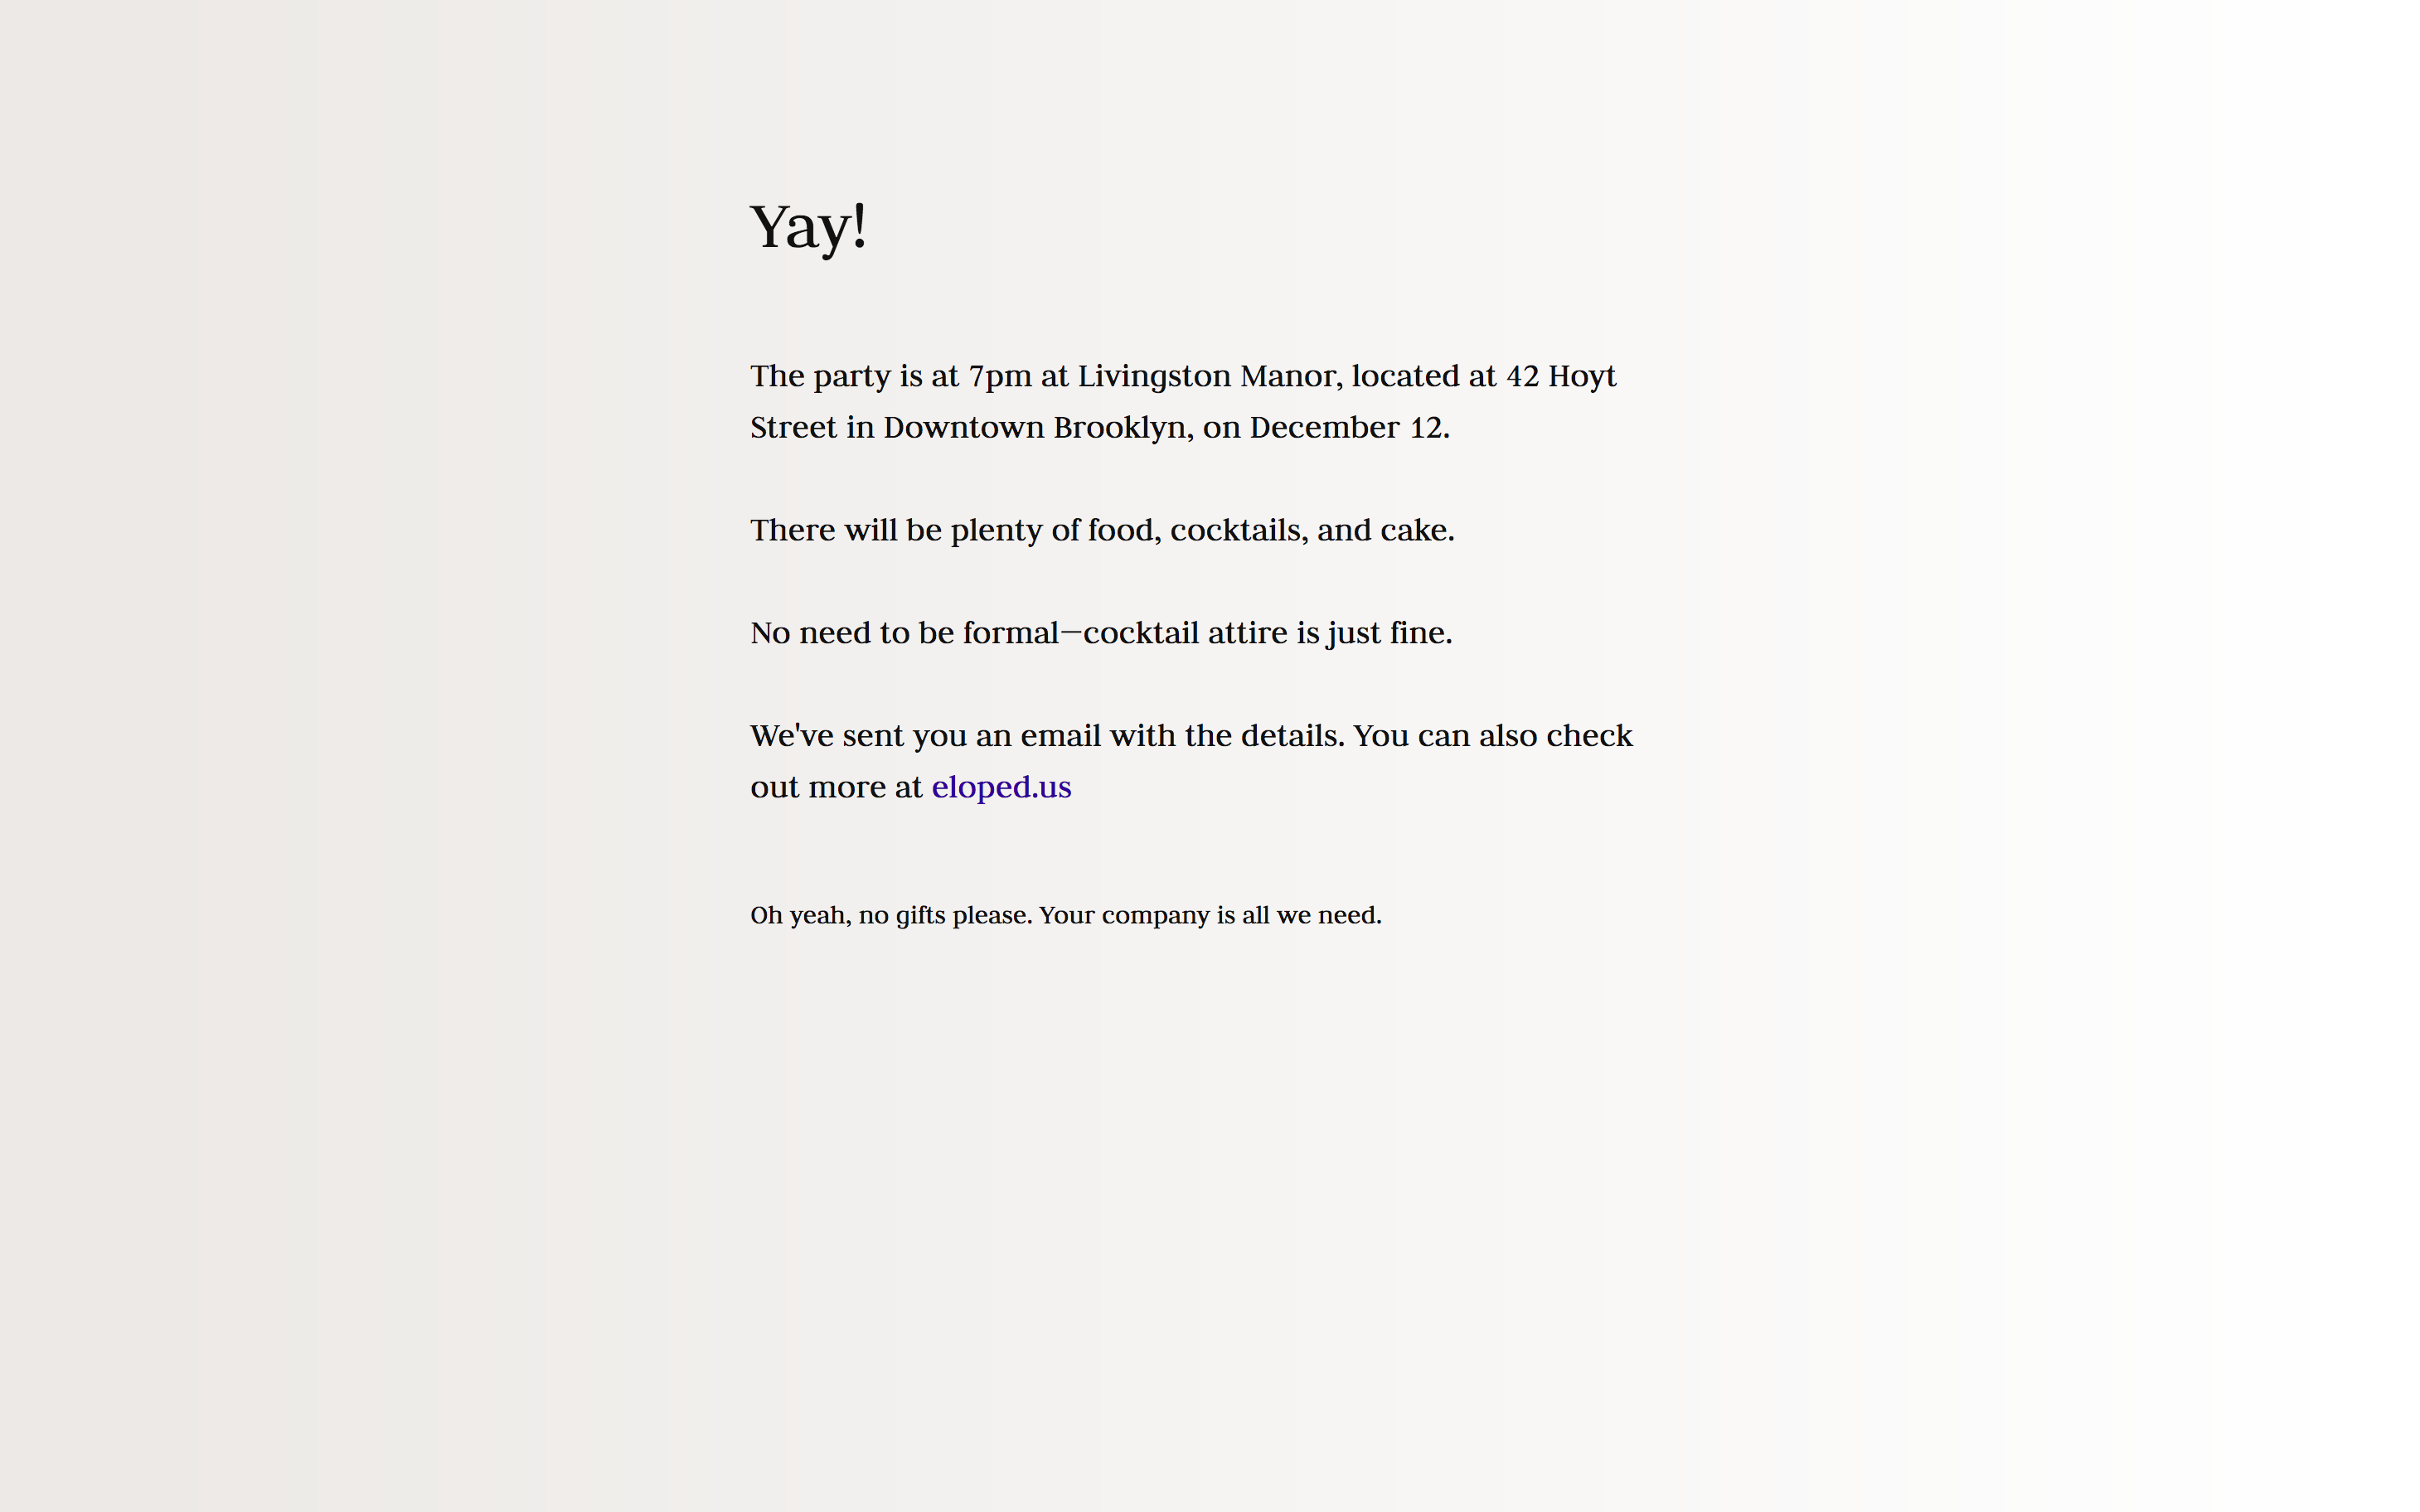 Yay!
The party is at 7pm at Livingston Manor, located at 42 Hoyt
Street in Downtown Brooklyn, on December 12.
There will be plenty of food, cocktails, and cake.
No need to be formal—cocktail attire is just fine.
We've sent you an email with the details. You can also check
out more at eloped.us
Oh yeah, no gifts please. Your company is all we need.